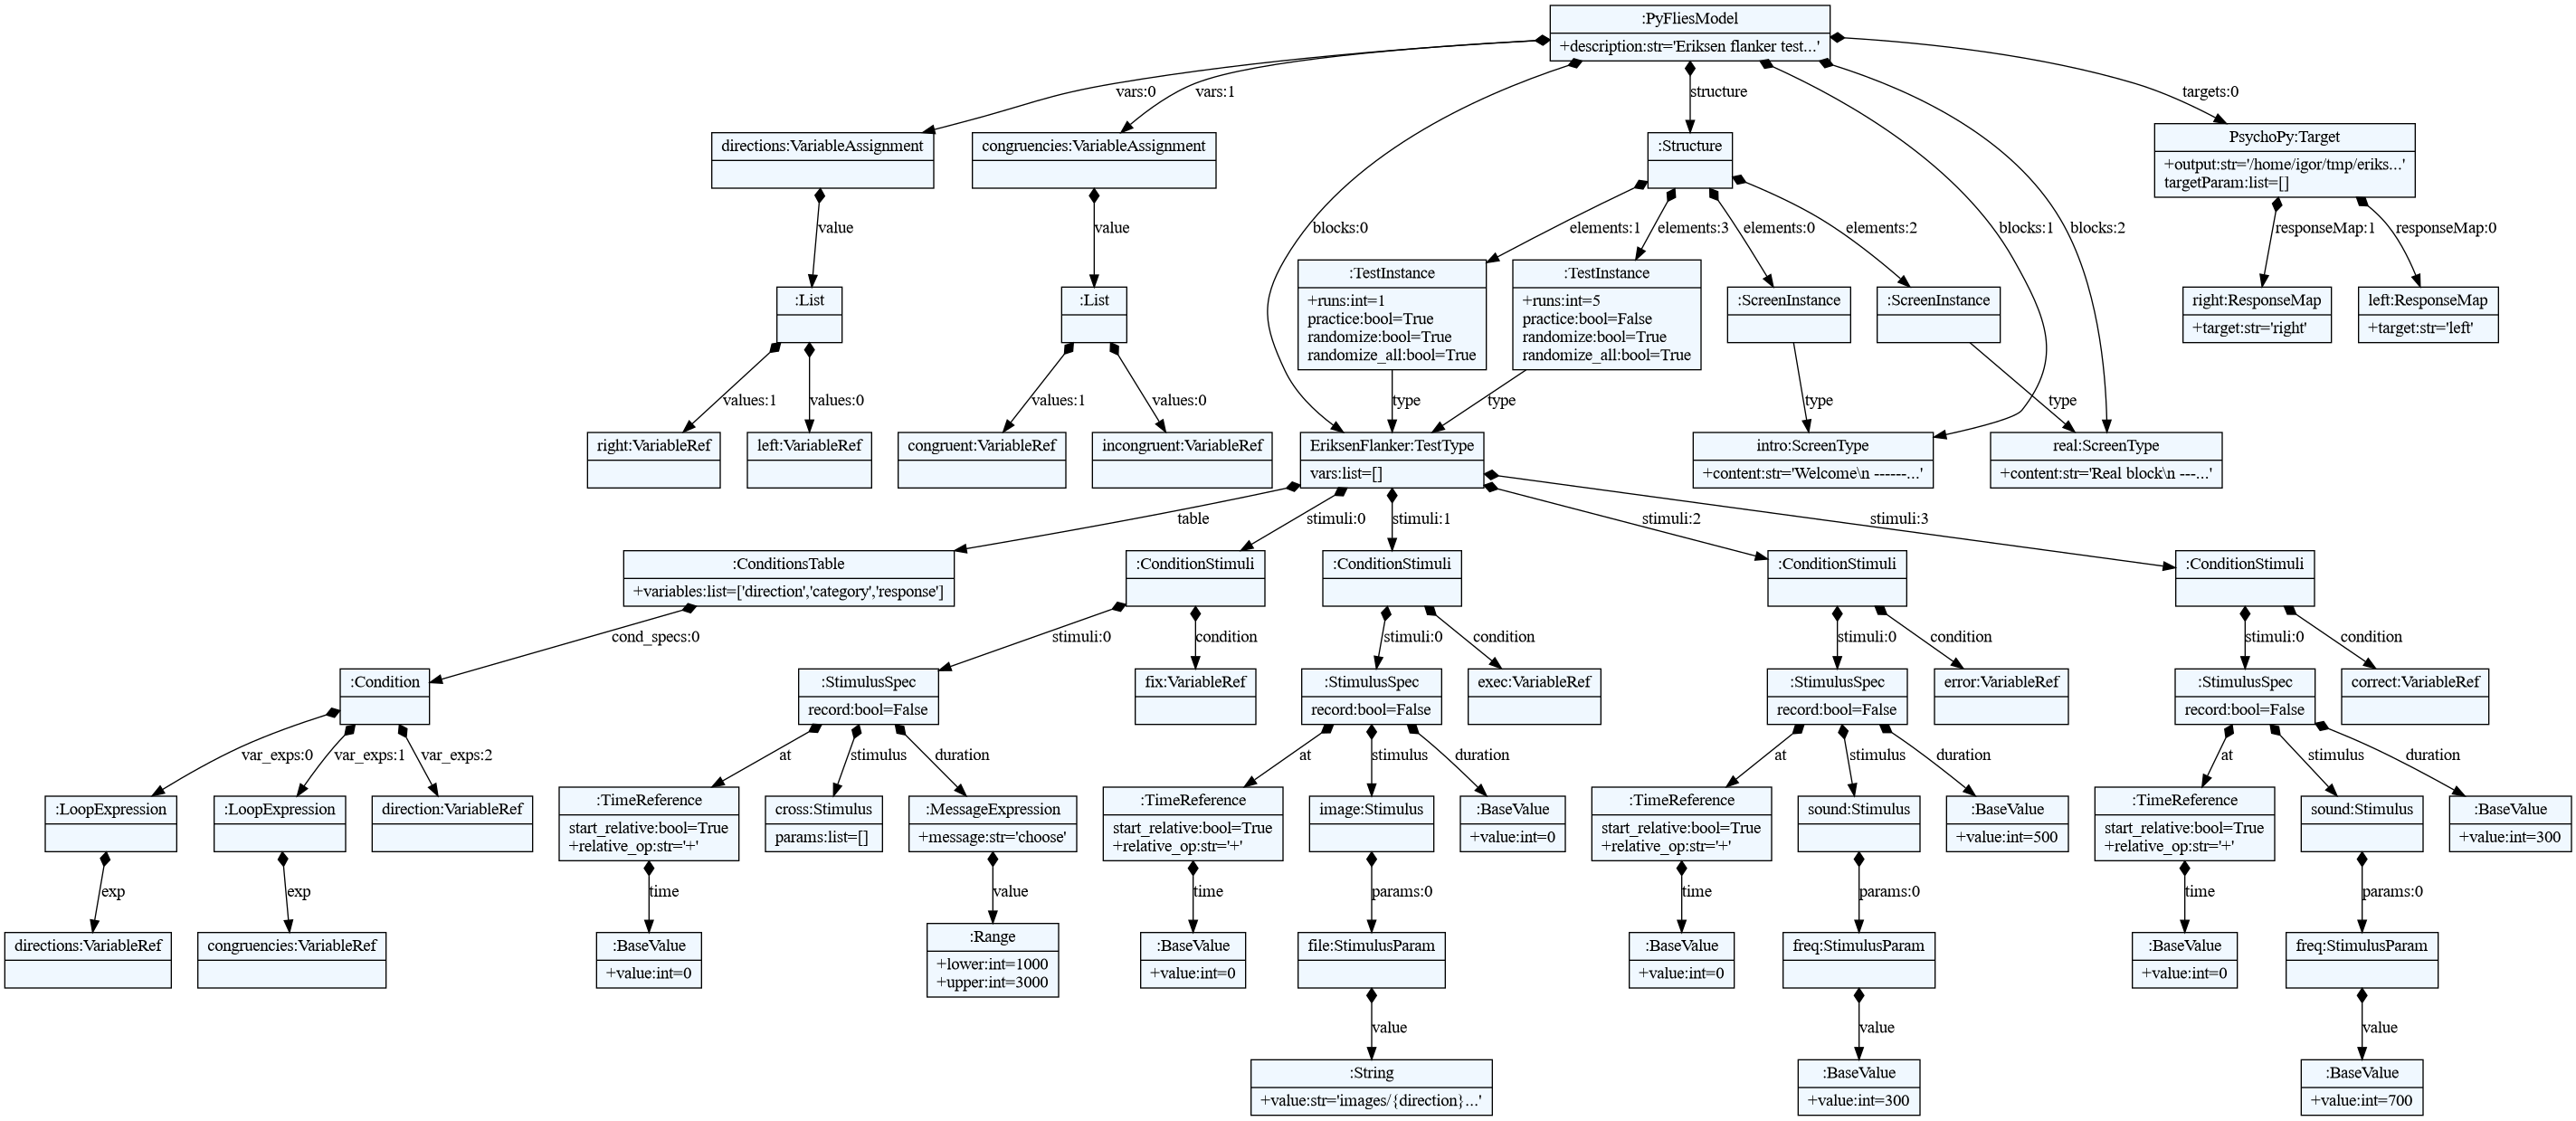 :PyFliesModel
+description:str='Eriksen flanker test...'
vars:0
vars:1
structure
targets:0
directions:VariableAssignment
congruencies:VariableAssignment
:Structure
PsychoPy:Target
+output:str='/home/igor/tmp/eriks...'
targetParam:list=[]
value
value
blocks:0
elements:1
elements:3
elements:0
elements:2
blocks:1
blocks:2
responseMap:1
responseMap:0
:List
:List
:TestInstance
+runs:int=1
practice:bool=True
randomize:bool=True
randomize_all:bool=True
:TestInstance
+runs:int=5
practice:bool=False
randomize:bool=True
randomize_all:bool=True
:ScreenInstance
:ScreenInstance
right:ResponseMap
+target:str='right'
left:ResponseMap
+target:str='left'
values:1
values:0
values:1
values:0
type
type
type
type
right:VariableRef
left:VariableRef
congruent:VariableRef
incongruent:VariableRef
EriksenFlanker:TestType
vars:list=[]
intro:ScreenType
+content:str='Welcome\n ------...'
real:ScreenType
+content:str='Real block\n ---...'
table
stimuli:0
stimuli:1
stimuli:2
stimuli:3
:ConditionsTable
+variables:list=['direction','category','response']
:ConditionStimuli
:ConditionStimuli
:ConditionStimuli
:ConditionStimuli
cond_specs:0
stimuli:0
condition
stimuli:0
condition
stimuli:0
condition
stimuli:0
condition
:Condition
:StimulusSpec
record:bool=False
fix:VariableRef
:StimulusSpec
record:bool=False
exec:VariableRef
:StimulusSpec
record:bool=False
error:VariableRef
:StimulusSpec
record:bool=False
correct:VariableRef
var_exps:0
var_exps:1
var_exps:2
at
stimulus
duration
at
stimulus
duration
at
stimulus
duration
at
stimulus
duration
:LoopExpression
:LoopExpression
direction:VariableRef
:TimeReference
start_relative:bool=True
+relative_op:str='+'
cross:Stimulus
params:list=[]
:MessageExpression
+message:str='choose'
:TimeReference
start_relative:bool=True
+relative_op:str='+'
image:Stimulus
:BaseValue
+value:int=0
:TimeReference
start_relative:bool=True
+relative_op:str='+'
sound:Stimulus
:BaseValue
+value:int=500
:TimeReference
start_relative:bool=True
+relative_op:str='+'
sound:Stimulus
:BaseValue
+value:int=300
exp
exp
time
value
time
params:0
time
params:0
time
params:0
directions:VariableRef
congruencies:VariableRef
:BaseValue
+value:int=0
:Range
+lower:int=1000
+upper:int=3000
:BaseValue
+value:int=0
file:StimulusParam
:BaseValue
+value:int=0
freq:StimulusParam
:BaseValue
+value:int=0
freq:StimulusParam
value
value
value
:String
+value:str='images/{direction}...'
:BaseValue
+value:int=300
:BaseValue
+value:int=700